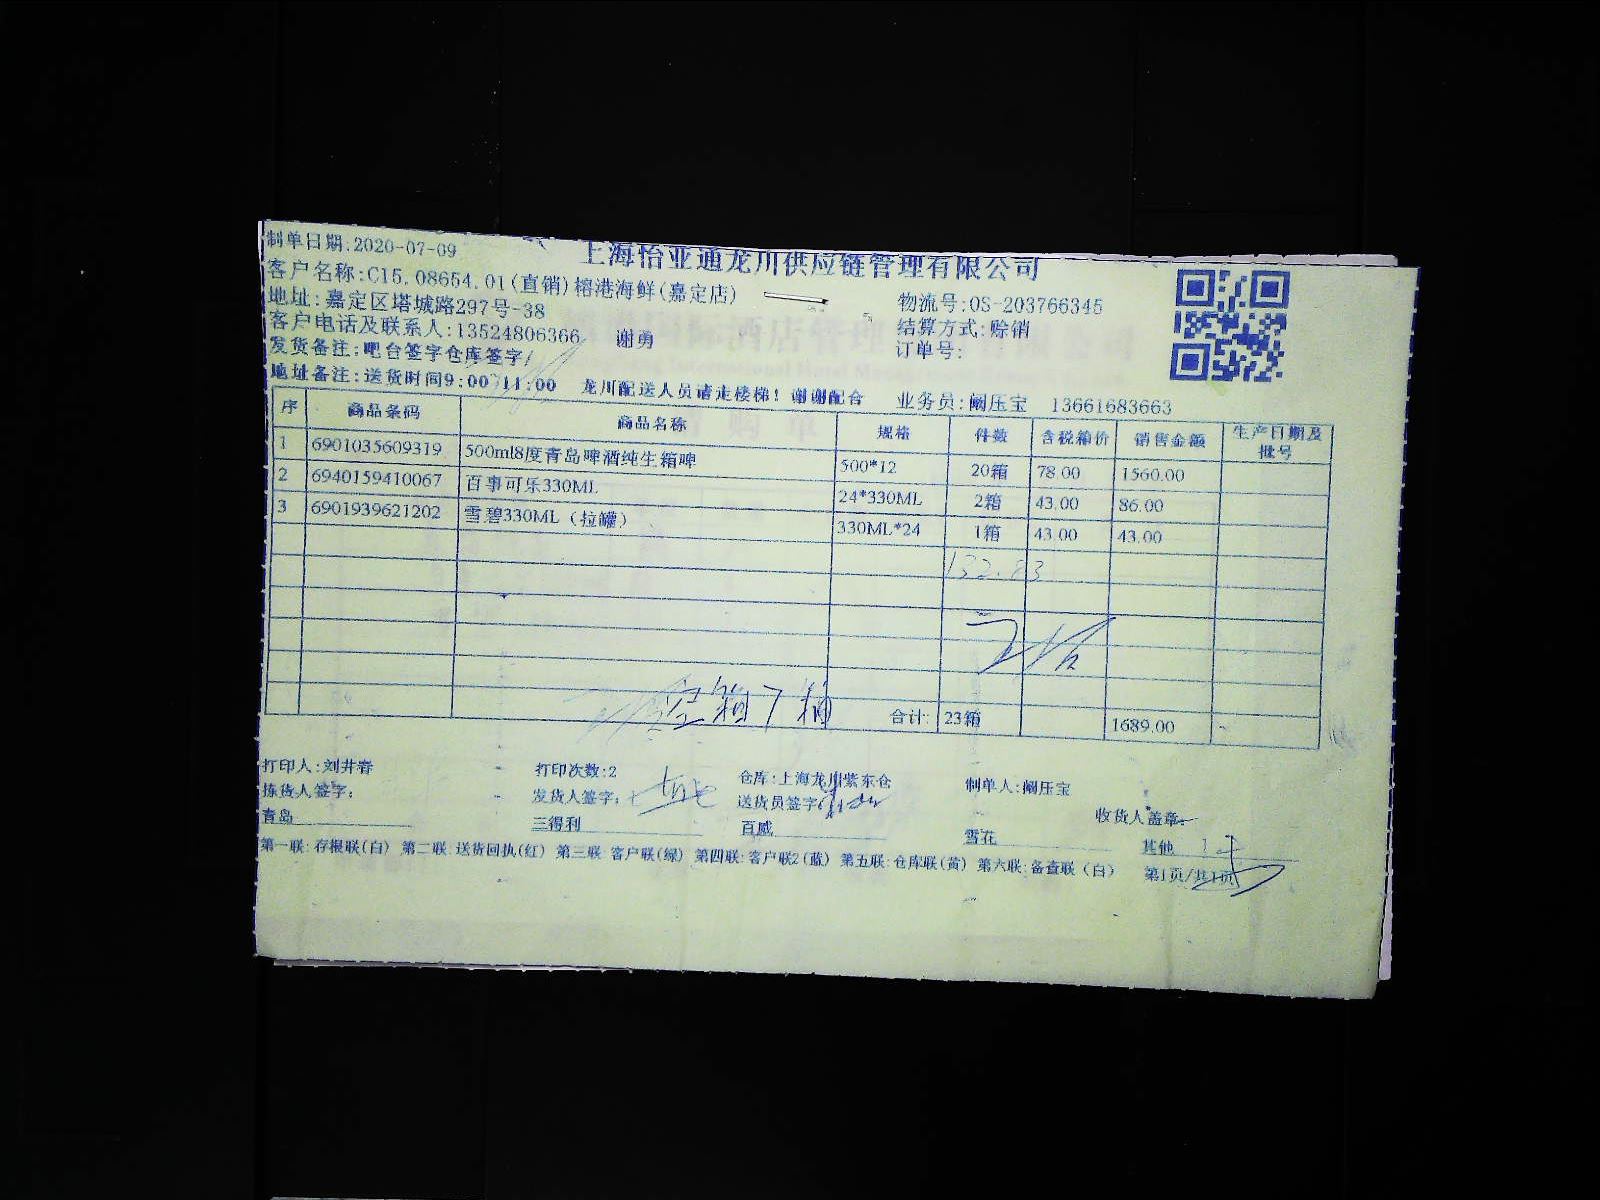 制单日期:2020-07-09
上海怡亚通龙川供应链管理有限公司
客户名称:C15.08654.01(直销)榕港海鲜(嘉定店)
物流号:OS-203766345
地址:嘉定区塔城路297号-38
结算方式:赊销
客户电话及联系人:13524806366 谢勇
订单号:
发货备注:吧台签字仓库签字/
地址备注:送货时间9:00 11:00 龙川配送人员请走楼梯!谢谢配合 业务员:阚压宝 13661683663
序 商品条码 商品名称 规格 件数 含税箱价 销售金额 生产日期及批号
1 6901035609319 500ml8度青岛啤酒纯生箱啤 500*12 20箱 78.00 1560.00
2 6940159410067 百事可乐330ML 24*330ML 2箱 43.00 86.00
3 6901939621202 雪碧330ML(拉罐) 330ML*24 1箱 43.00 43.00
132.83
空箱7箱
合计: 23箱 1689.00
打印人:刘井春 打印次数:2 仓库:上海龙川紫东仓 制单人:阚压宝
拣货人签字: 发货人签字: 送货员签字 收货人盖章:
青岛 三得利 百威 雪花 其他
第一联:存根联(白) 第二联:送货回执(红) 第三联:客户联(绿) 第四联:客户联2(蓝) 第五联:仓库联(黄) 第六联:备查联(白) 第1页/共1页